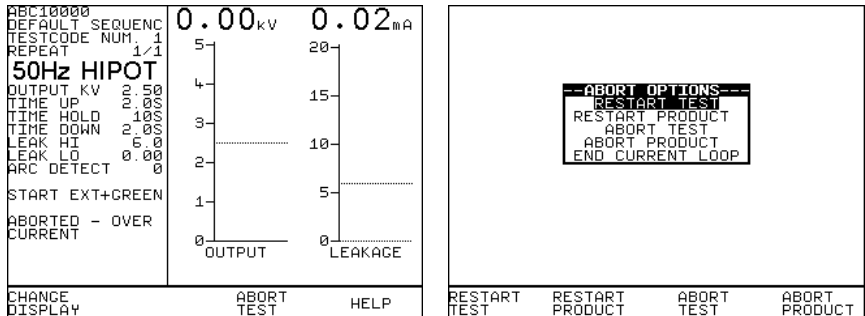 ABC10000
DEFAULT SEQUENC
TESTCODE NUM. 1
REPEAT 1/1
50Hz HIPOT
OUTPUT KV 2.50
TIME UP 2.0S
TIME HOLD 10S
TIME DOWN 2.0S
LEAK HI 6.0
LEAK LO 0.00
ARC DETECT 0
START EXT+GREEN
ABORTED - OVER
CURRENT
0.00kV
5
4
3
2
1
0
OUTPUT
0.02mA
20
15
10
5
0
LEAKAGE
CHANGE
DISPLAY
ABORT
TEST
HELP
--ABORT OPTIONS---
RESTART TEST
RESTART PRODUCT
ABORT TEST
ABORT PRODUCT
END CURRENT LOOP
RESTART
TEST
RESTART
PRODUCT
ABORT
TEST
ABORT
PRODUCT